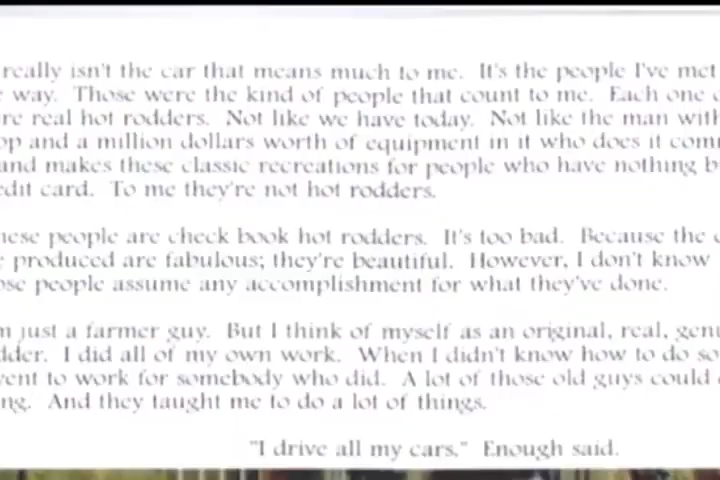 really isn't the car that means much to me. It's the people I've met
way. Those were the kind of people that count to me. Each one
re real hot rodders. Not like we have today. Not like the man with
op and a million dollars worth of equipment in it who does it com
and makes these classic recreations for people who have nothing b
edit card. To me they're not hot rodders.
hese people are check book hot rodders. It's too bad. Because the
produced are fabulous; they're beautiful. However, I don't know
ose people assume any accomplishment for what they've done.
m just a farmer guy. But I think of myself as an original, real, gen
dder. I did all of my own work. When I didn't know how to do so
vent to work for somebody who did. A lot of those old guys could
ng. And they taught me to do a lot of things.
"I drive all my cars." Enough said.